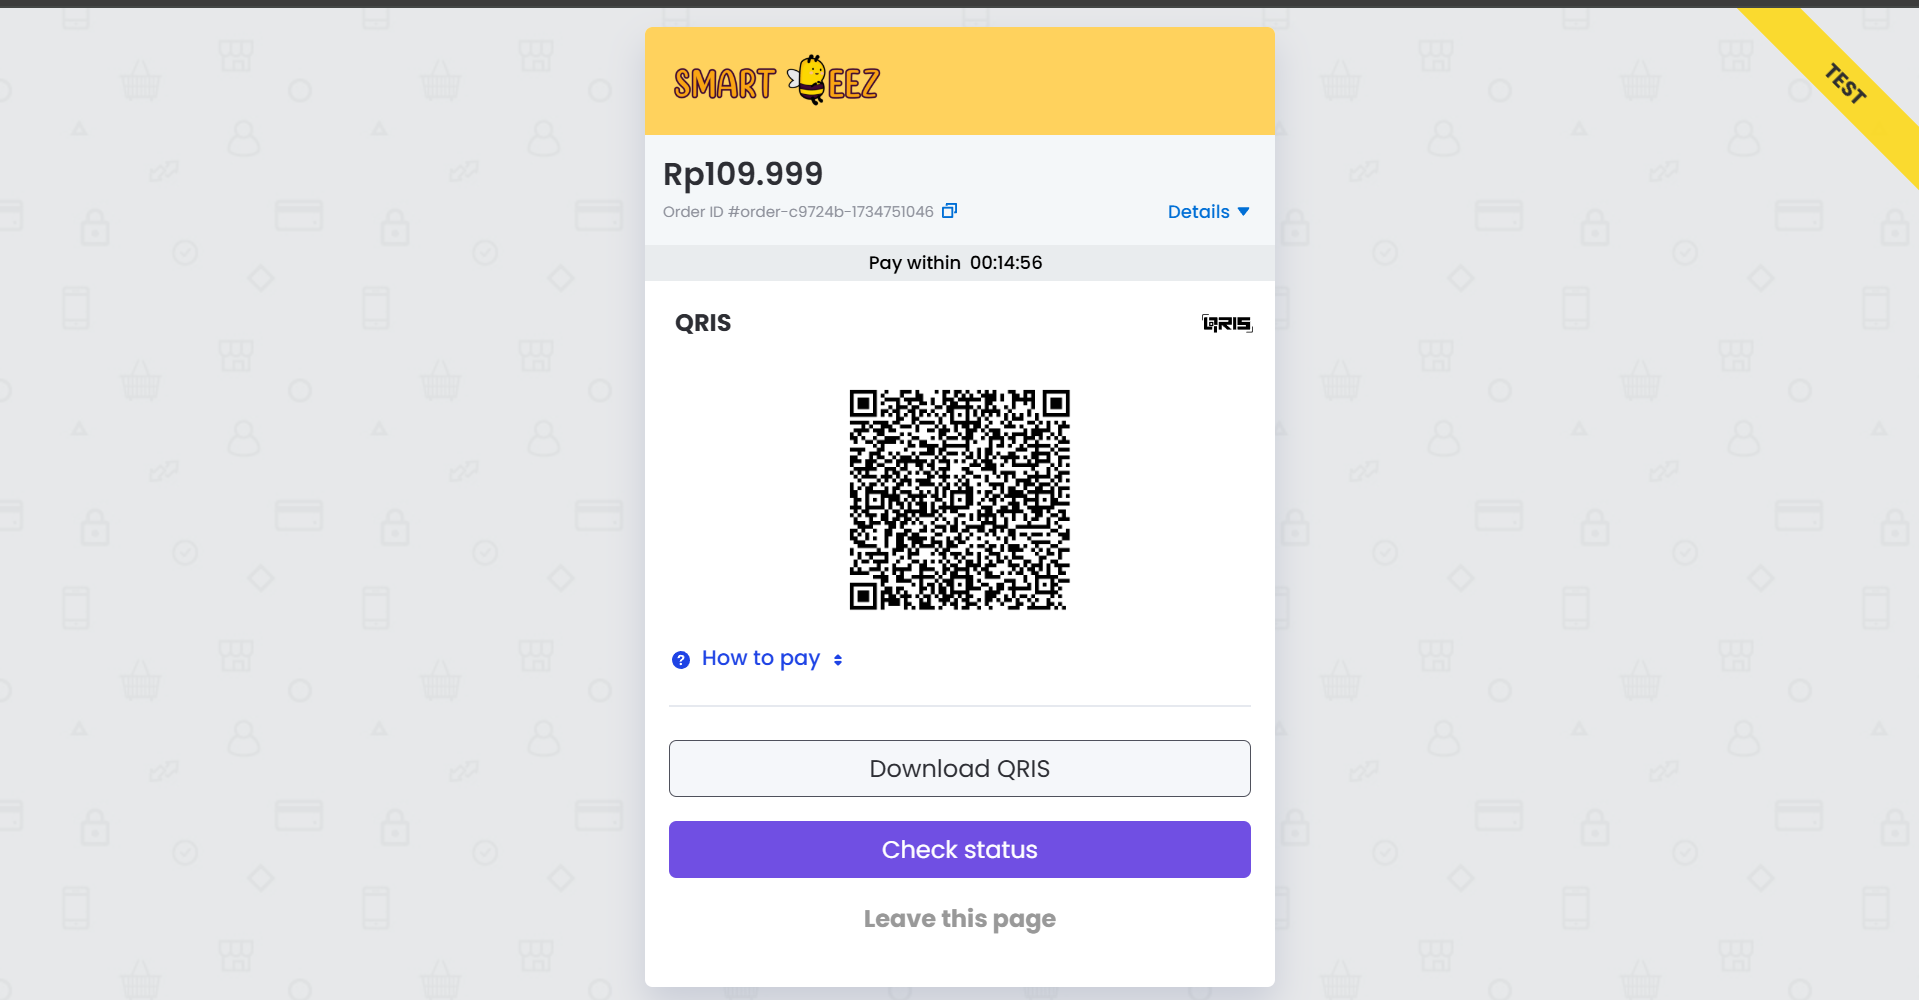 SMART BEEZ
TEST
Rp109.999
Order ID #order-c9724b-1734751046
Details
Pay within 00:14:56
QRIS
QRIS
How to pay
Download QRIS
Check status
Leave this page